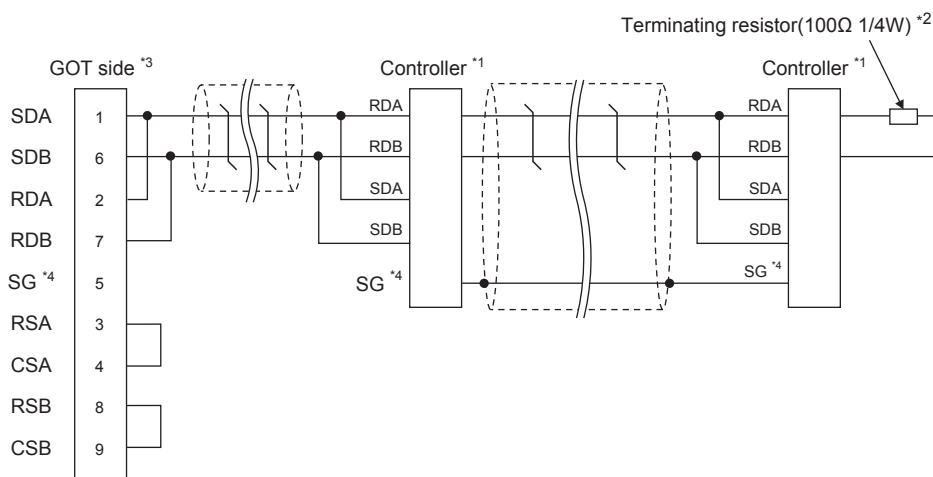 Terminating resistor(100Ω 1/4W) *2
GOT side *3
Controller *1
Controller *1
SDA 1
SDB 6
RDA 2
RDB 7
SG *4 5
RSA 3
CSA 4
RSB 8
CSB 9
RDA
RDB
SDA
SDB
SG *4
RDA
RDB
SDA
SDB
SG *4